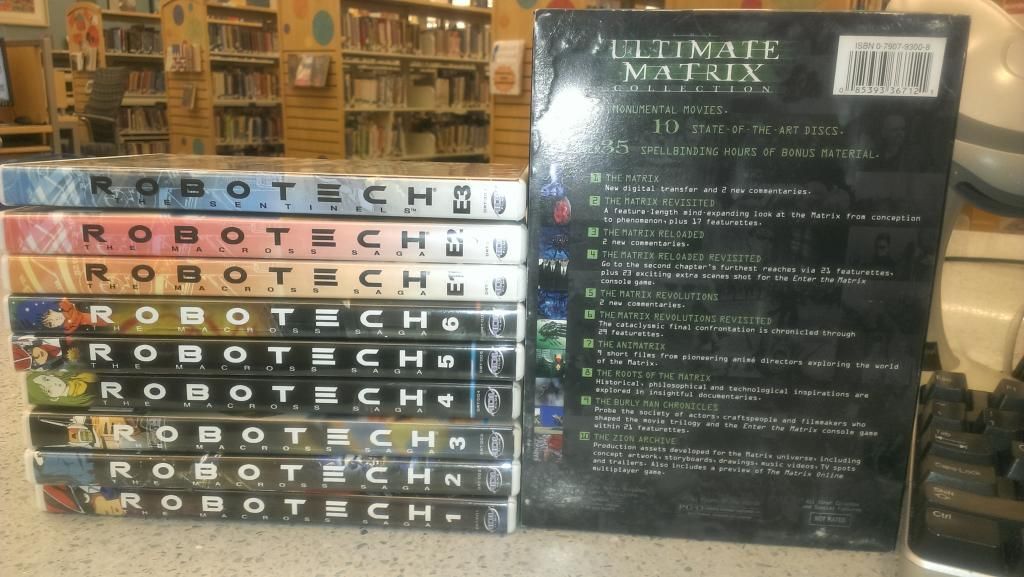 ROBOTECH E3
THE SENTINELS™
ROBOTECH E2
THE MACROSS SAGA
ROBOTECH E1
THE MACROSS SAGA
ROBOTECH 6
THE MACROSS SAGA
ROBOTECH 5
THE MACROSS SAGA
ROBOTECH 4
THE MACROSS SAGA
ROBOTECH 3
THE MACROSS SAGA
ROBOTECH 2
THE MACROSS SAGA
ROBOTECH 1
THE MACROSS SAGA
ULTIMATE
MATRIX
COLLECTION
ISBN 0-7907-9300-8
0 85393 36712 1
MONUMENTAL MOVIES.
10 STATE-OF-THE-ART DISCS.
35 SPELLBINDING HOURS OF BONUS MATERIAL.
1 THE MATRIX
New digital transfer and 2 new commentaries.
2 THE MATRIX REVISITED
A feature-length mind-expanding look at the Matrix from conception
to phenomenon, plus 17 featurettes.
3 THE MATRIX RELOADED
2 new commentaries.
4 THE MATRIX RELOADED REVISITED
Go to the second chapter's furthest reaches via 21 featurettes,
plus 23 exciting extra scenes shot for the Enter the Matrix
console game.
5 THE MATRIX REVOLUTIONS
2 new commentaries.
6 THE MATRIX REVOLUTIONS REVISITED
The cataclysmic final confrontation is chronicled through
29 featurettes.
7 THE ANIMATRIX
9 short films from pioneering animé directors exploring the world
of the Matrix.
8 THE ROOTS OF THE MATRIX
Historical, philosophical and technological inspirations are
explored in insightful documentaries.
9 THE BURLY MAN CHRONICLES
Probe the society of actors, craftspeople and filmmakers who
shaped the movie trilogy and the Enter the Matrix console game
within 21 featurettes.
10 THE ZION ARCHIVE
Production assets developed for the Matrix universe, including
concept artwork, storyboards, drawings, music videos, TV spots
and trailers. Also includes a preview of The Matrix Online
multiplayer game.
NOT RATED
Caps Lock
Ctrl